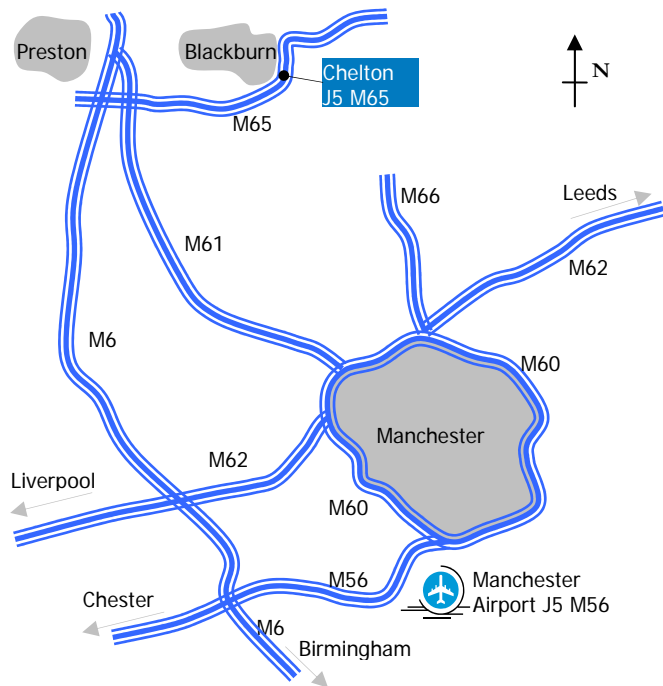 Preston
Blackburn
Chelton
J5 M65
N
M65
M66
Leeds
M61
M62
M6
M60
Manchester
M62
Liverpool
M60
M56
Manchester
Airport J5 M56
Chester
M6
Birmingham